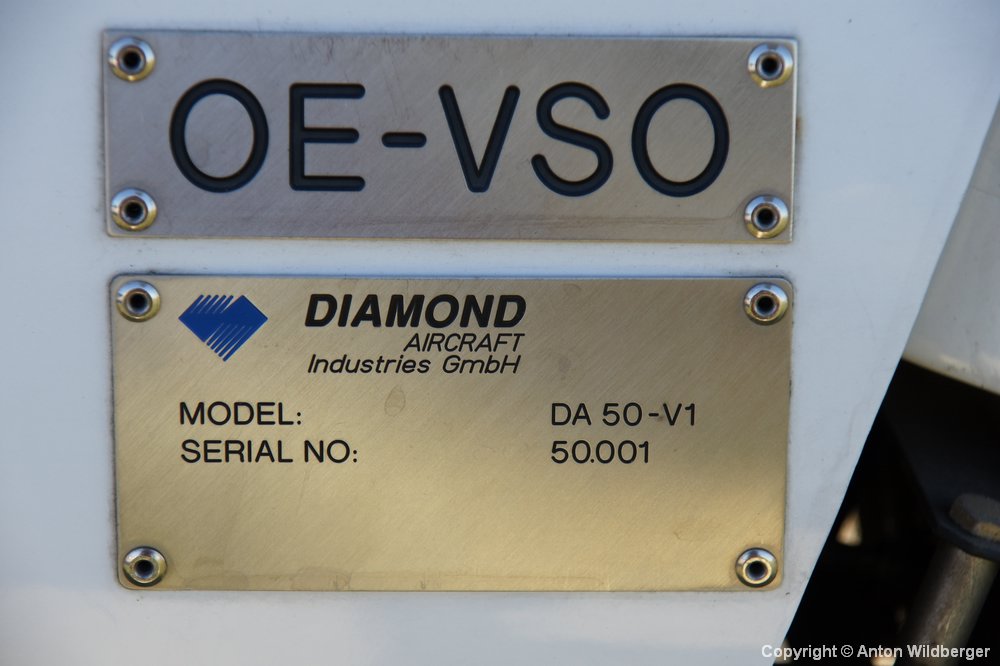 OE-VSO
DIAMOND
AIRCRAFT
Industries GmbH
MODEL: DA 50-V1
SERIAL NO: 50.001
Copyright © Anton Wildberger